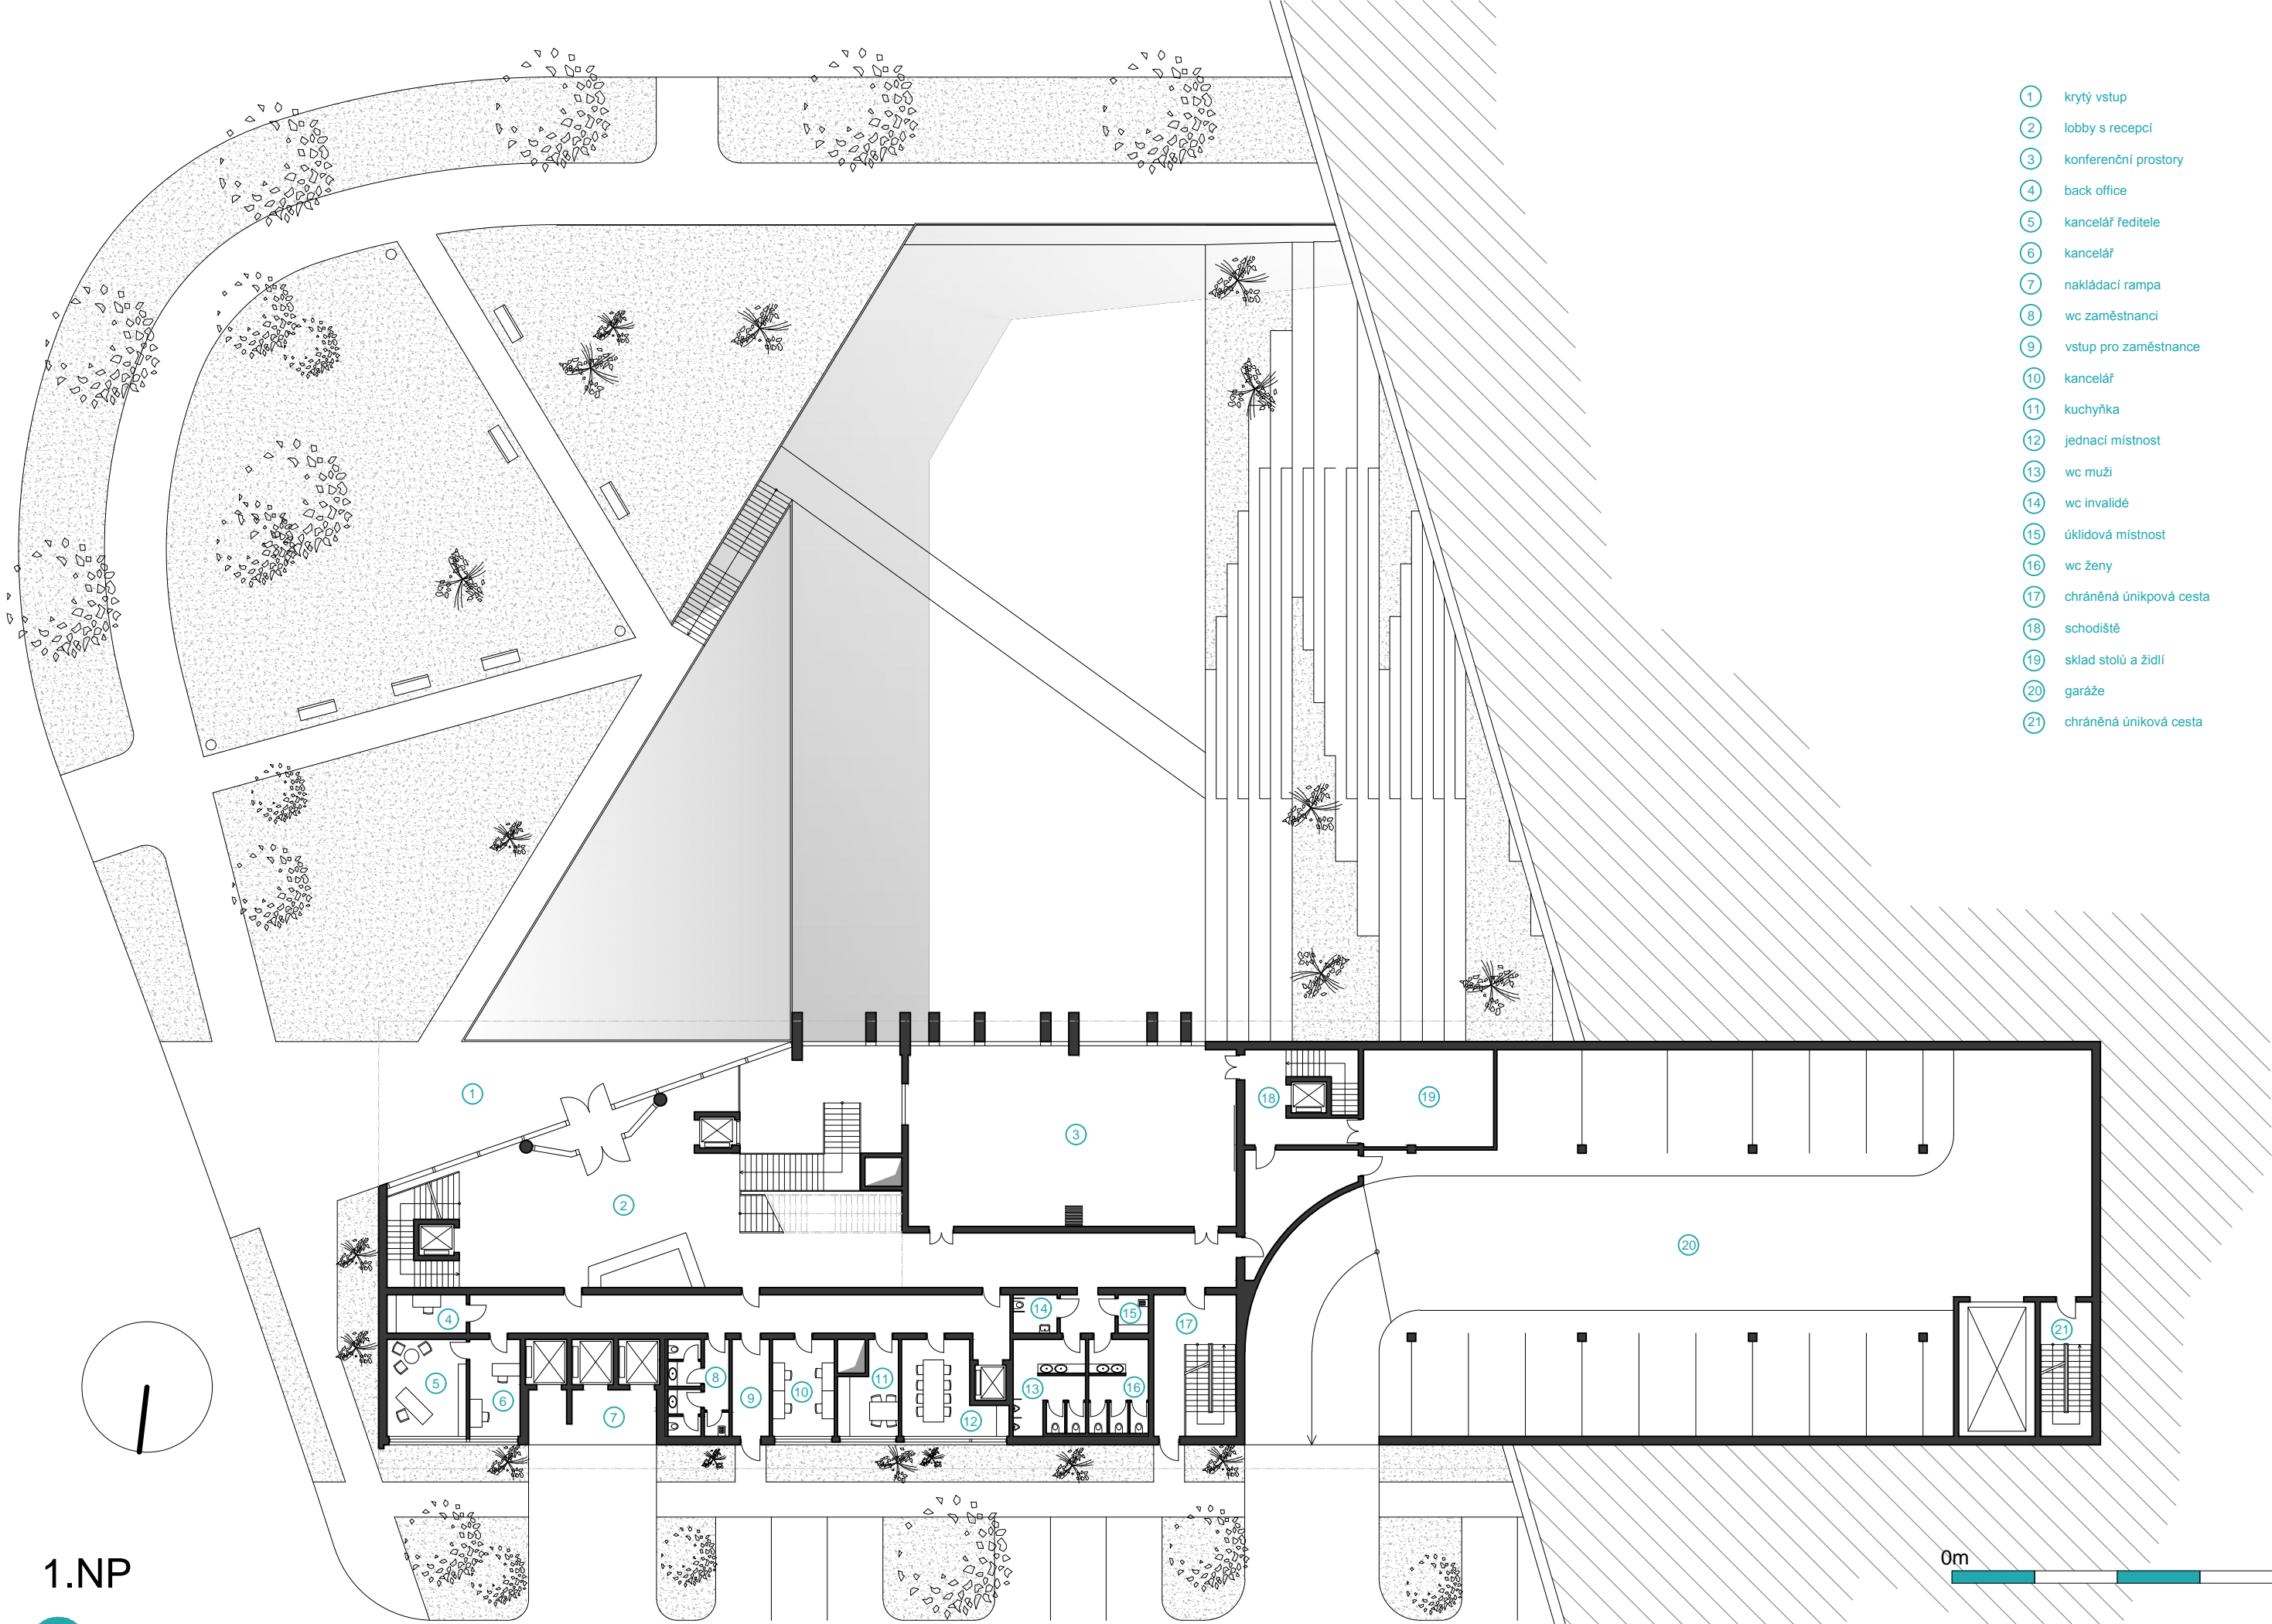 1 krytý vstup
2 lobby s recepcí
3 konferenční prostory
4 back office
5 kancelář ředitele
6 kancelář
7 nakládací rampa
8 wc zaměstnanci
9 vstup pro zaměstnance
10 kancelář
11 kuchyňka
12 jednací místnost
13 wc muži
14 wc invalidé
15 úklidová místnost
16 wc ženy
17 chráněná únikpová cesta
18 schodiště
19 sklad stolů a židlí
20 garáže
21 chráněná úniková cesta
1
18
19
3
2
20
14
15
17
4
21
5
6
7
8
9
10
11
12
13
16
0m
1.NP